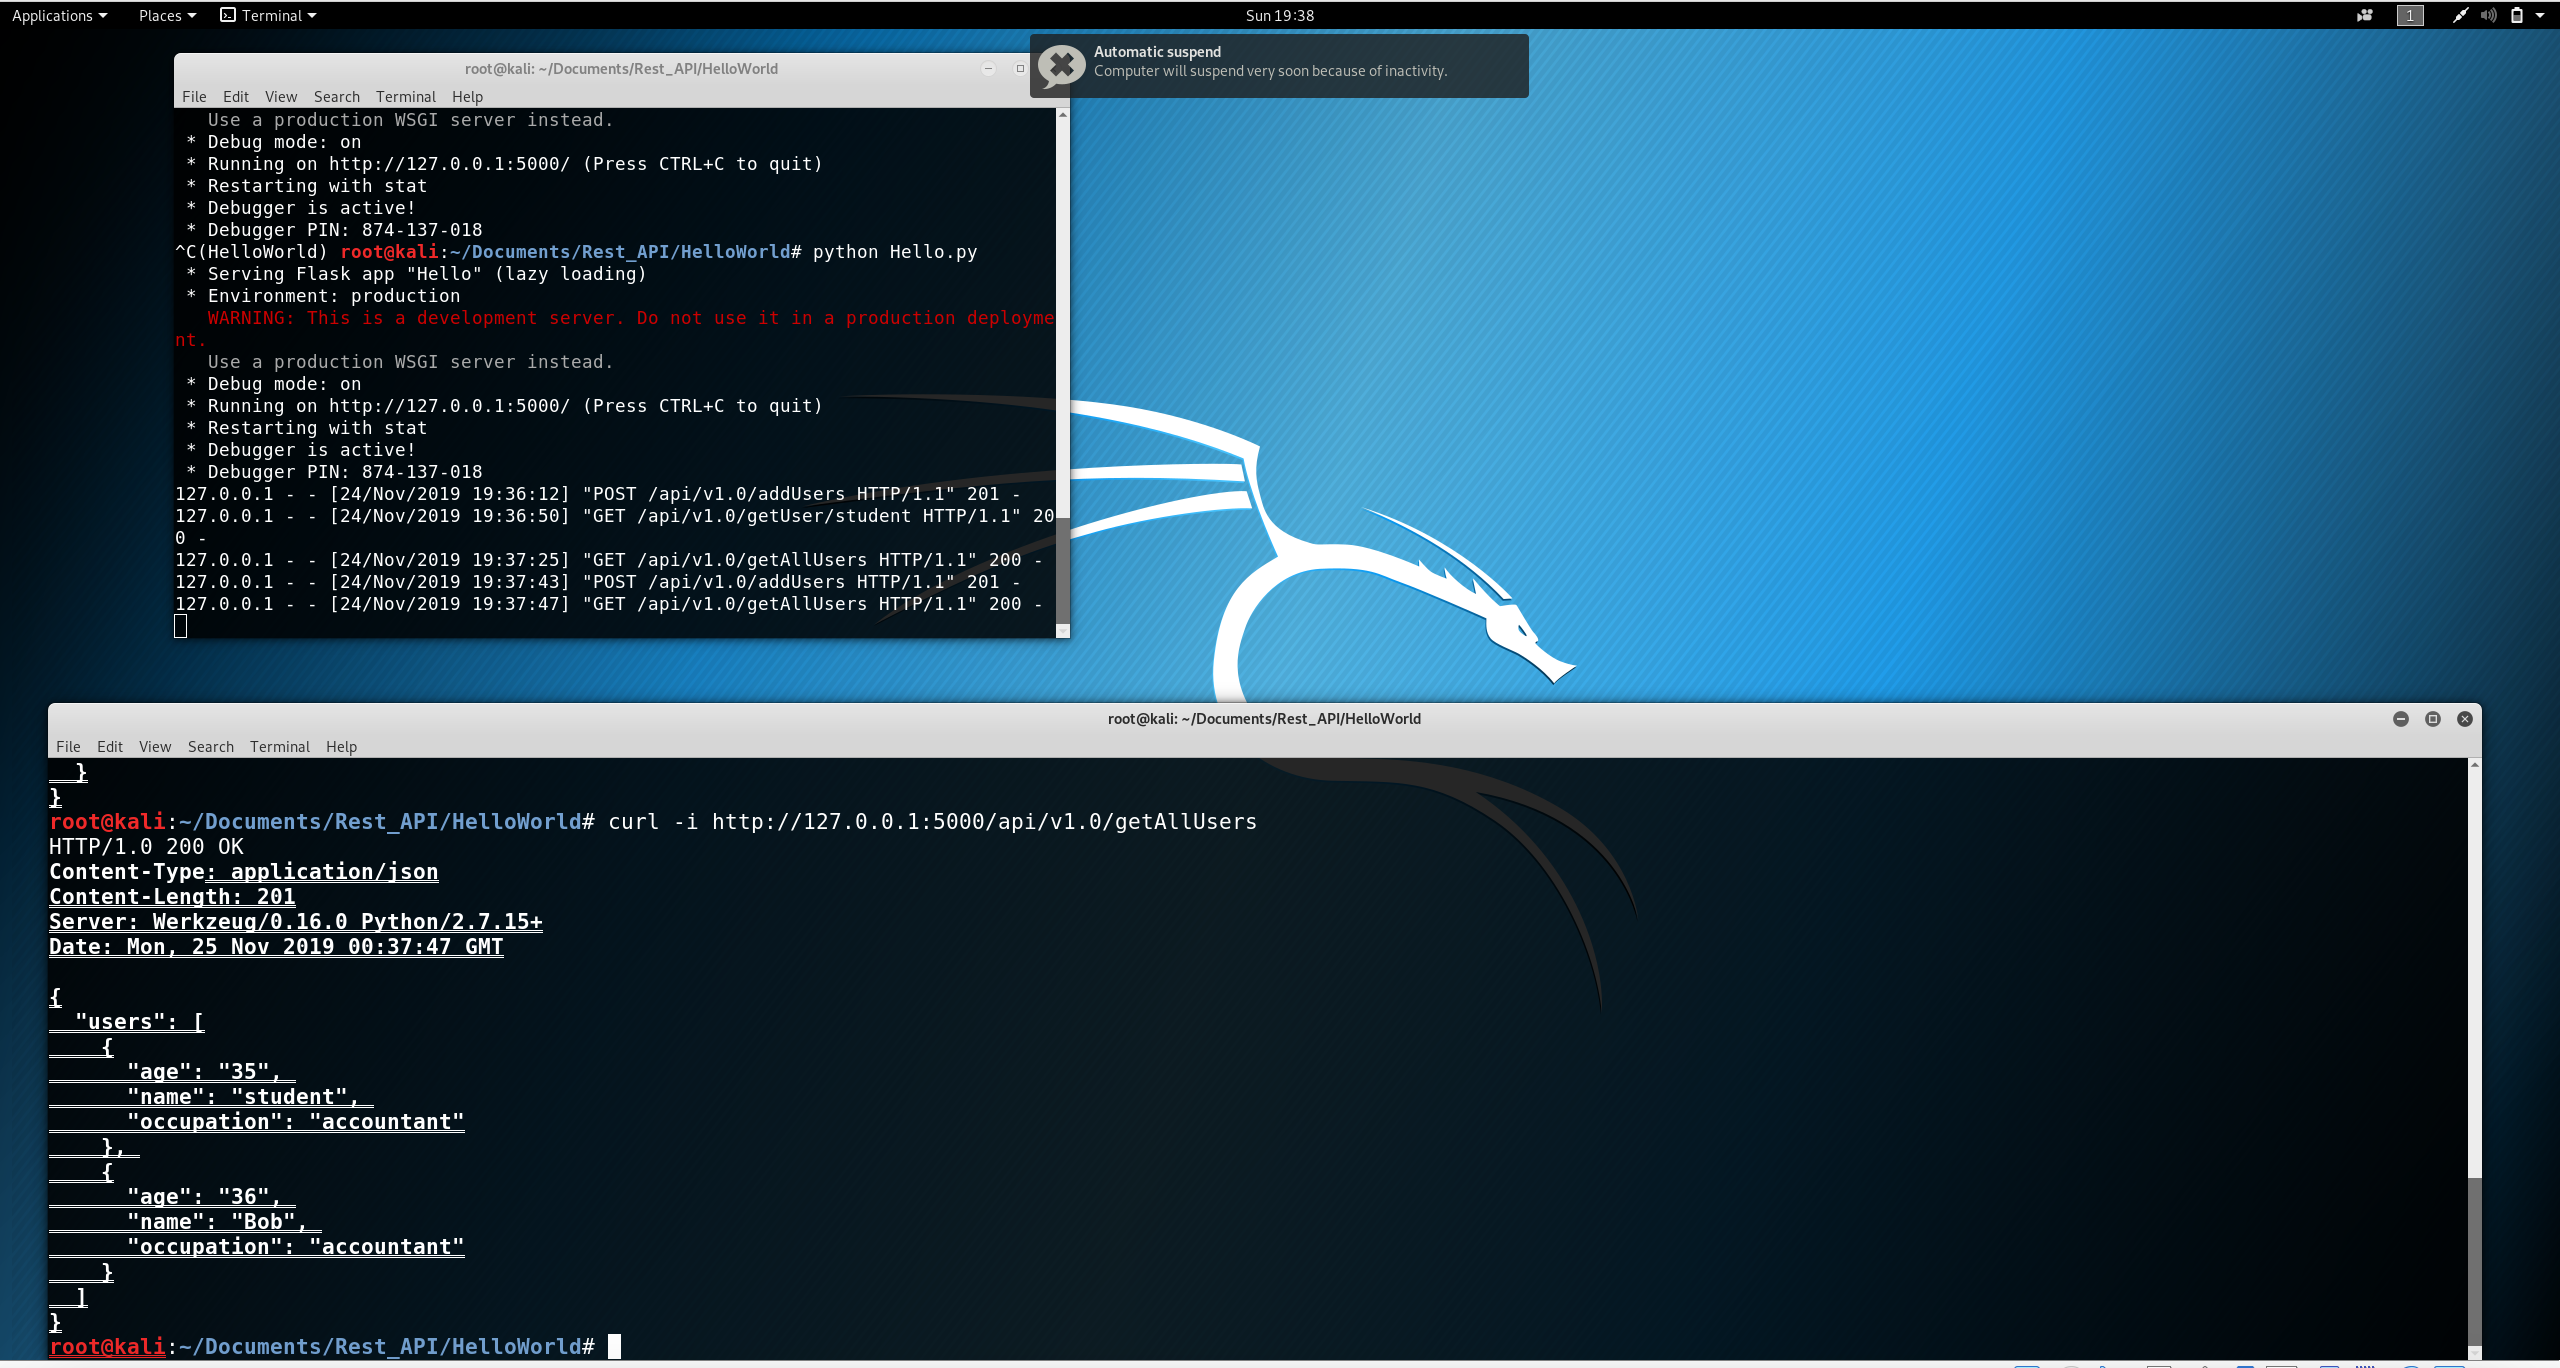 Applications Places Terminal Sun 19:38 1
Automatic suspend
Computer will suspend very soon because of inactivity.
root@kali: ~/Documents/Rest_API/HelloWorld
File Edit View Search Terminal Help
   Use a production WSGI server instead.
 * Debug mode: on
 * Running on http://127.0.0.1:5000/ (Press CTRL+C to quit)
 * Restarting with stat
 * Debugger is active!
 * Debugger PIN: 874-137-018
^C(HelloWorld) root@kali:~/Documents/Rest_API/HelloWorld# python Hello.py
 * Serving Flask app "Hello" (lazy loading)
 * Environment: production
   WARNING: This is a development server. Do not use it in a production deployme
nt.
   Use a production WSGI server instead.
 * Debug mode: on
 * Running on http://127.0.0.1:5000/ (Press CTRL+C to quit)
 * Restarting with stat
 * Debugger is active!
 * Debugger PIN: 874-137-018
127.0.0.1 - - [24/Nov/2019 19:36:12] "POST /api/v1.0/addUsers HTTP/1.1" 201 -
127.0.0.1 - - [24/Nov/2019 19:36:50] "GET /api/v1.0/getUser/student HTTP/1.1" 20
0 -
127.0.0.1 - - [24/Nov/2019 19:37:25] "GET /api/v1.0/getAllUsers HTTP/1.1" 200 -
127.0.0.1 - - [24/Nov/2019 19:37:43] "POST /api/v1.0/addUsers HTTP/1.1" 201 -
127.0.0.1 - - [24/Nov/2019 19:37:47] "GET /api/v1.0/getAllUsers HTTP/1.1" 200 -
root@kali: ~/Documents/Rest_API/HelloWorld
File Edit View Search Terminal Help
  }
}
root@kali:~/Documents/Rest_API/HelloWorld# curl -i http://127.0.0.1:5000/api/v1.0/getAllUsers
HTTP/1.0 200 OK
Content-Type: application/json
Content-Length: 201
Server: Werkzeug/0.16.0 Python/2.7.15+
Date: Mon, 25 Nov 2019 00:37:47 GMT

{
  "users": [
    {
      "age": "35",
      "name": "student",
      "occupation": "accountant"
    },
    {
      "age": "36",
      "name": "Bob",
      "occupation": "accountant"
    }
  ]
}
root@kali:~/Documents/Rest_API/HelloWorld#